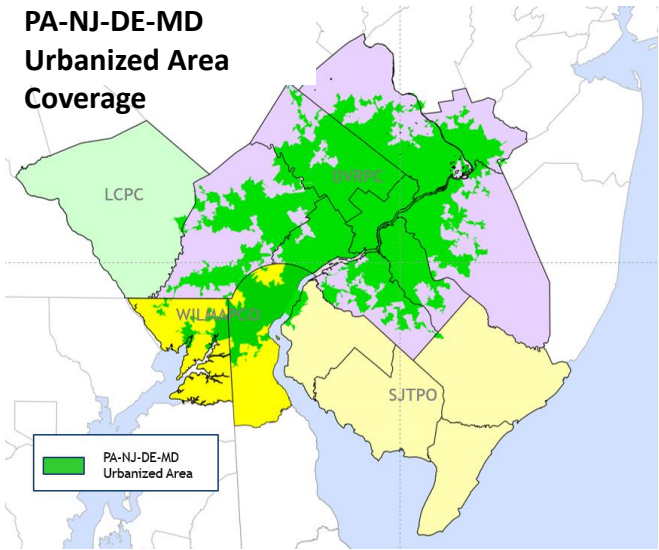 PA-NJ-DE-MD
Urbanized Area
Coverage
DVRPC
LCPC
WILMAPCO
SJTPO
PA-NJ-DE-MD
Urbanized Area